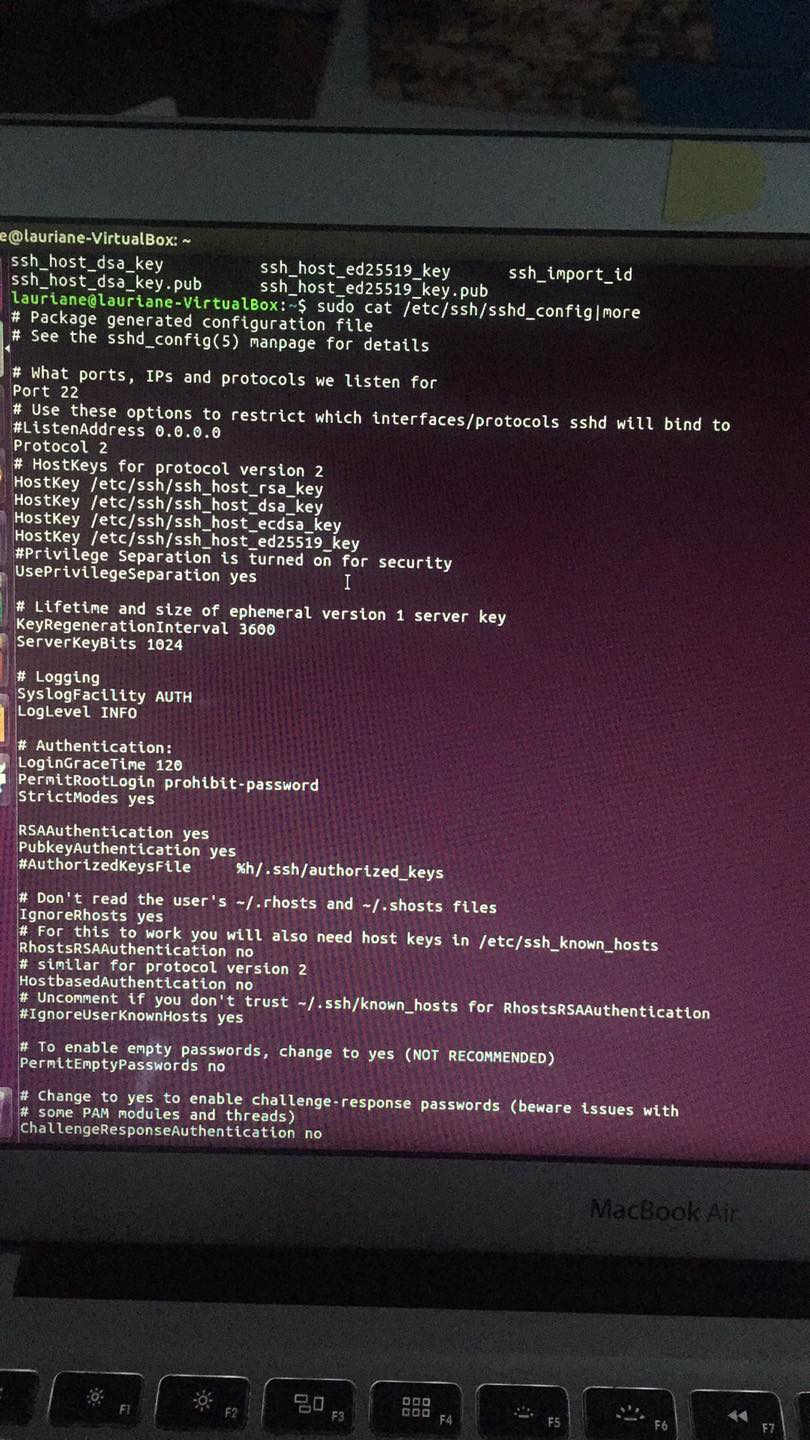 e@lauriane-VirtualBox: ~
ssh_host_dsa_key ssh_host_ed25519_key ssh_import_id
ssh_host_dsa_key.pub ssh_host_ed25519_key.pub
lauriane@lauriane-VirtualBox:~$ sudo cat /etc/ssh/sshd_config|more
# Package generated configuration file
# See the sshd_config(5) manpage for details

# What ports, IPs and protocols we listen for
Port 22
# Use these options to restrict which interfaces/protocols sshd will bind to
#ListenAddress 0.0.0.0
Protocol 2
# HostKeys for protocol version 2
HostKey /etc/ssh/ssh_host_rsa_key
HostKey /etc/ssh/ssh_host_dsa_key
HostKey /etc/ssh/ssh_host_ecdsa_key
HostKey /etc/ssh/ssh_host_ed25519_key
#Privilege Separation is turned on for security
UsePrivilegeSeparation yes

# Lifetime and size of ephemeral version 1 server key
KeyRegenerationInterval 3600
ServerKeyBits 1024

# Logging
SyslogFacility AUTH
LogLevel INFO

# Authentication:
LoginGraceTime 120
PermitRootLogin prohibit-password
StrictModes yes

RSAAuthentication yes
PubkeyAuthentication yes
#AuthorizedKeysFile %h/.ssh/authorized_keys

# Don't read the user's ~/.rhosts and ~/.shosts files
IgnoreRhosts yes
# For this to work you will also need host keys in /etc/ssh_known_hosts
RhostsRSAAuthentication no
# similar for protocol version 2
HostbasedAuthentication no
# Uncomment if you don't trust ~/.ssh/known_hosts for RhostsRSAAuthentication
#IgnoreUserKnownHosts yes

# To enable empty passwords, change to yes (NOT RECOMMENDED)
PermitEmptyPasswords no

# Change to yes to enable challenge-response passwords (beware issues with
# some PAM modules and threads)
ChallengeResponseAuthentication no
MacBook Air
F1 F2 F3 F4 F5 F6 F7